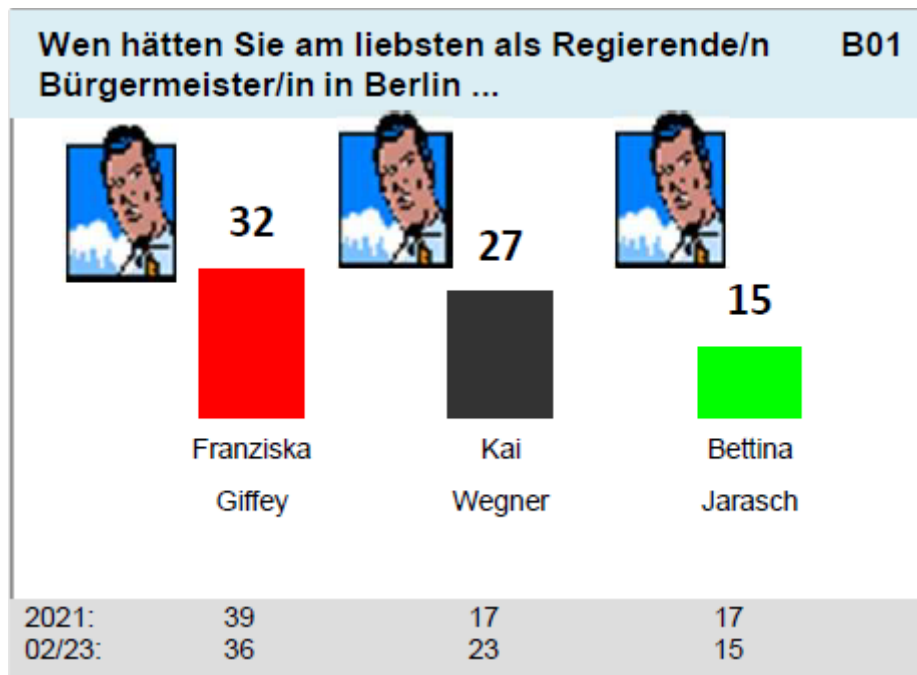 Wen hätten Sie am liebsten als Regierende/n B01
Bürgermeister/in in Berlin ...
32
27
15
Franziska Kai Bettina
Giffey Wegner Jarasch
2021: 39 17 17
02/23: 36 23 15